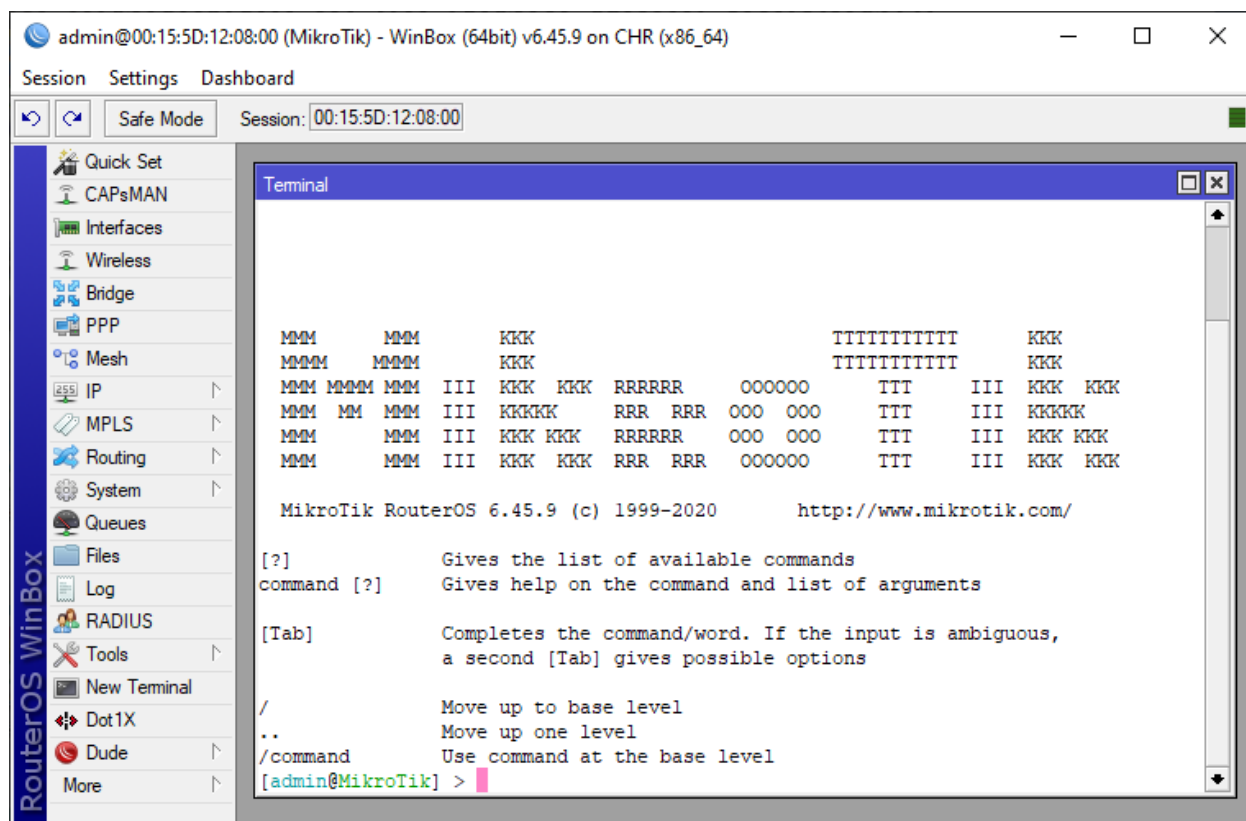 admin@00:15:5D:12:08:00 (MikroTik) - WinBox (64bit) v6.45.9 on CHR (x86_64)
Session Settings Dashboard
Safe Mode Session: 00:15:5D:12:08:00
Quick Set
CAPsMAN
Interfaces
Wireless
Bridge
PPP
Mesh
255 IP
MPLS
Routing
System
Queues
Files
Log
RADIUS
Tools
New Terminal
Dot1X
Dude
More
RouterOS WinBox
Terminal
  MMM      MMM       KKK                          TTTTTTTTTTT      KKK
  MMMM    MMMM       KKK                          TTTTTTTTTTT      KKK
  MMM MMMM MMM  III  KKK  KKK  RRRRRR     OOOOOO      TTT     III  KKK  KKK
  MMM  MM  MMM  III  KKKKK     RRR  RRR  OOO  OOO     TTT     III  KKKKK
  MMM      MMM  III  KKK KKK   RRRRRR    OOO  OOO     TTT     III  KKK KKK
  MMM      MMM  III  KKK  KKK  RRR  RRR   OOOOOO      TTT     III  KKK  KKK
MikroTik RouterOS 6.45.9 (c) 1999-2020       http://www.mikrotik.com/
[?]             Gives the list of available commands
command [?]     Gives help on the command and list of arguments
[Tab]           Completes the command/word. If the input is ambiguous,
a second [Tab] gives possible options
/               Move up to base level
..              Move up one level
/command        Use command at the base level
[admin@MikroTik] >